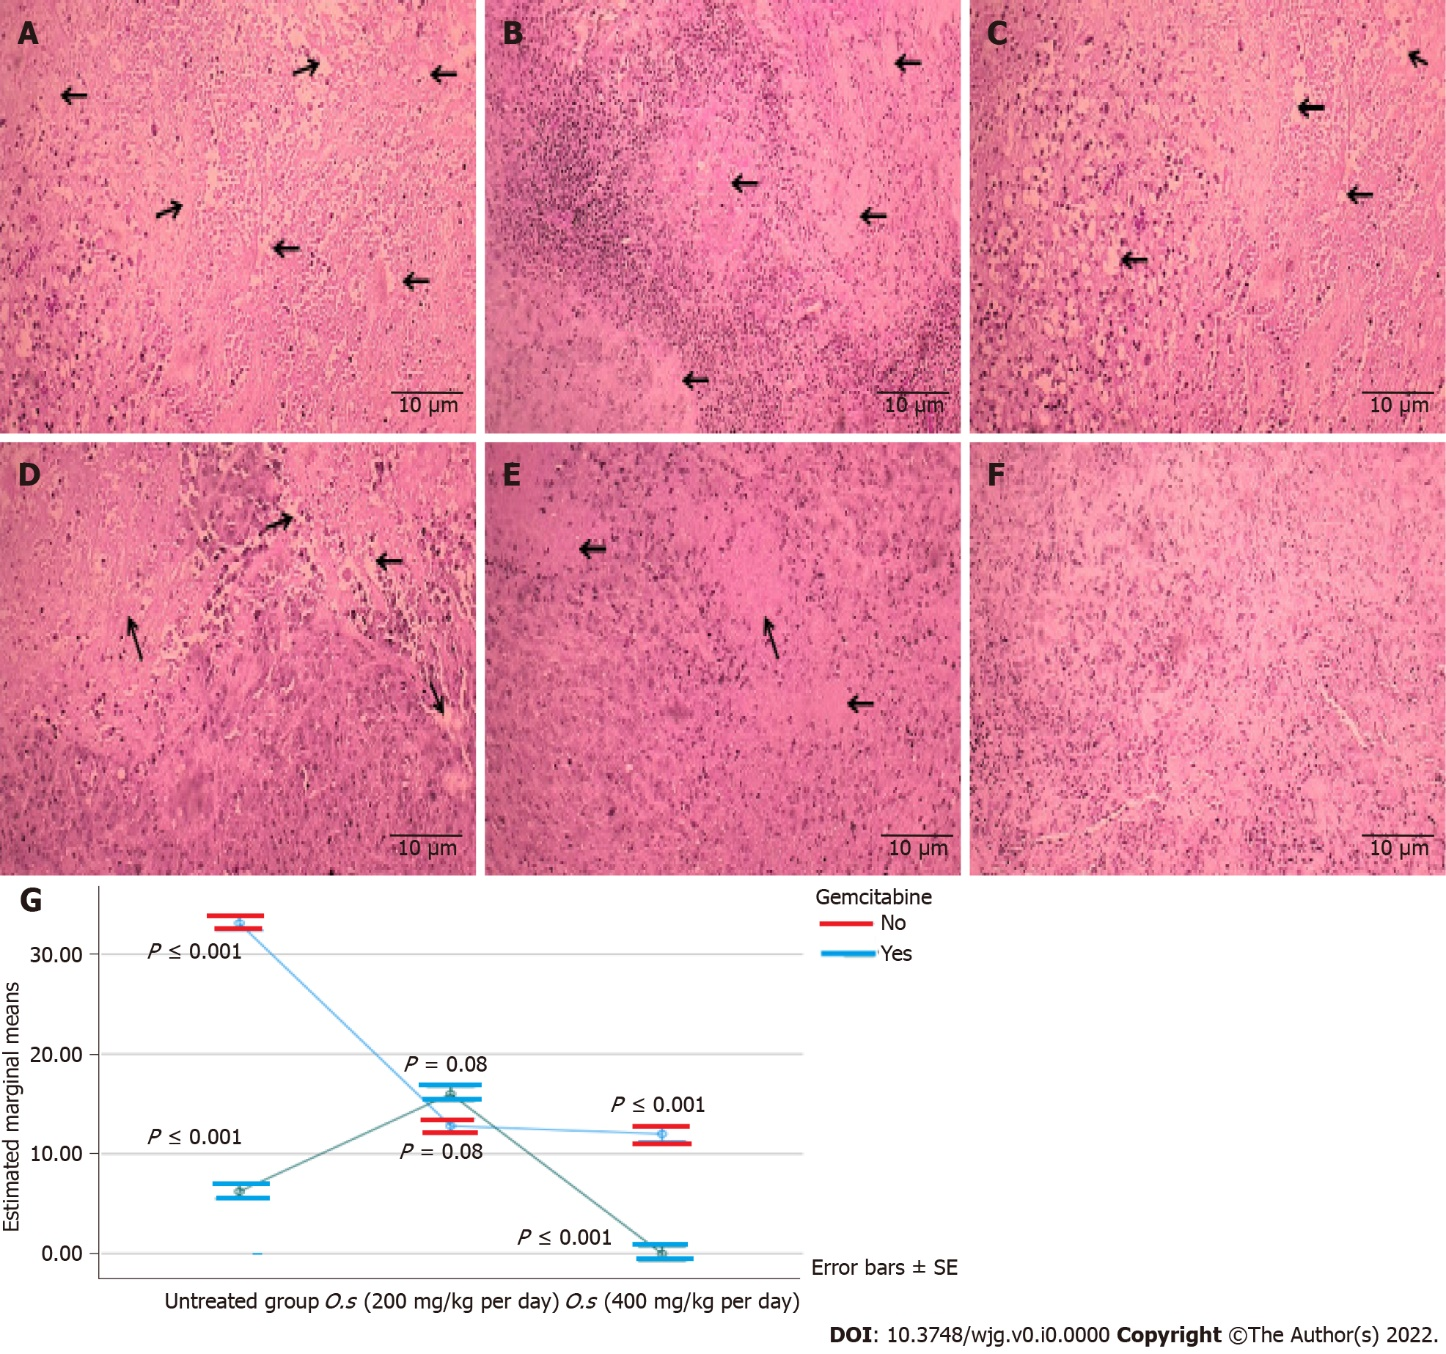 A
B
C
10 µm
10 µm
10 µm
D
E
F
10 µm
10 µm
10 µm
G
Gemcitabine
No
Yes
Estimated marginal means
30.00
20.00
10.00
0.00
P ≤ 0.001
P = 0.08
P ≤ 0.001
P ≤ 0.001
P = 0.08
P ≤ 0.001
Error bars ± SE
Untreated group O.s (200 mg/kg per day) O.s (400 mg/kg per day)
DOI: 10.3748/wjg.v0.i0.0000 Copyright ©The Author(s) 2022.